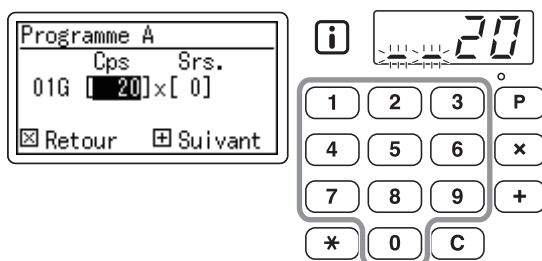 Programme A
Cps Srs.
01G [ 20]×[ 0]
☒ Retour ⊞ Suivant
i
_ _ 20
1 2 3 P
4 5 6 ×
7 8 9 +
* 0 C